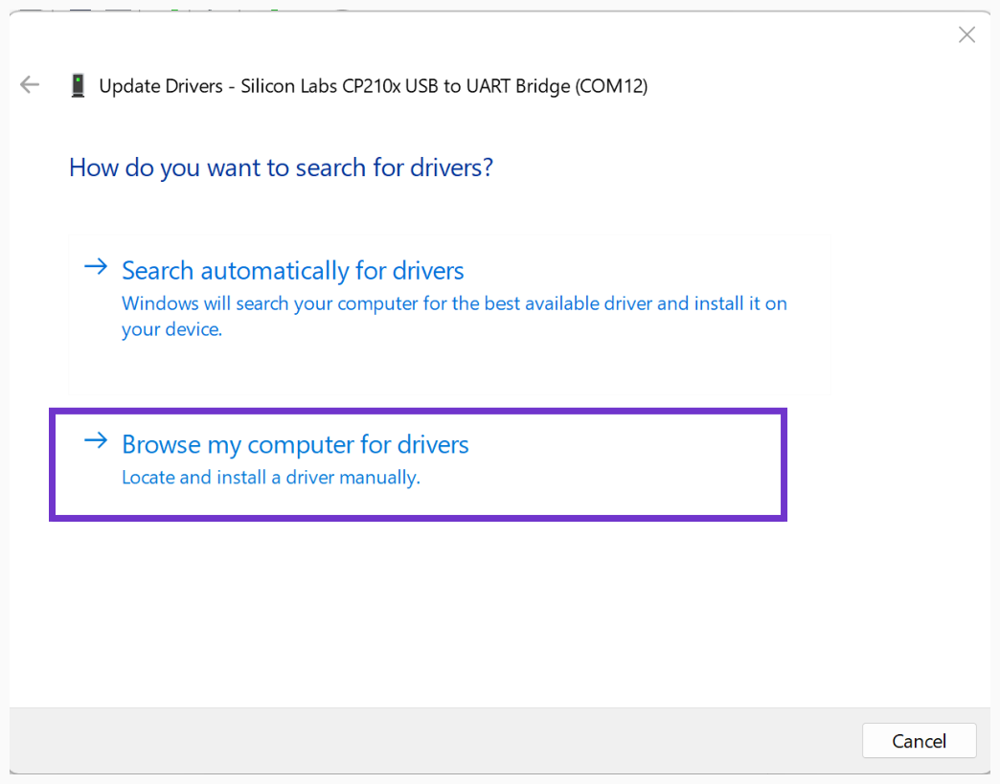 Update Drivers - Silicon Labs CP210x USB to UART Bridge (COM12)
How do you want to search for drivers?
Search automatically for drivers
Windows will search your computer for the best available driver and install it on
your device.
Browse my computer for drivers
Locate and install a driver manually.
Cancel